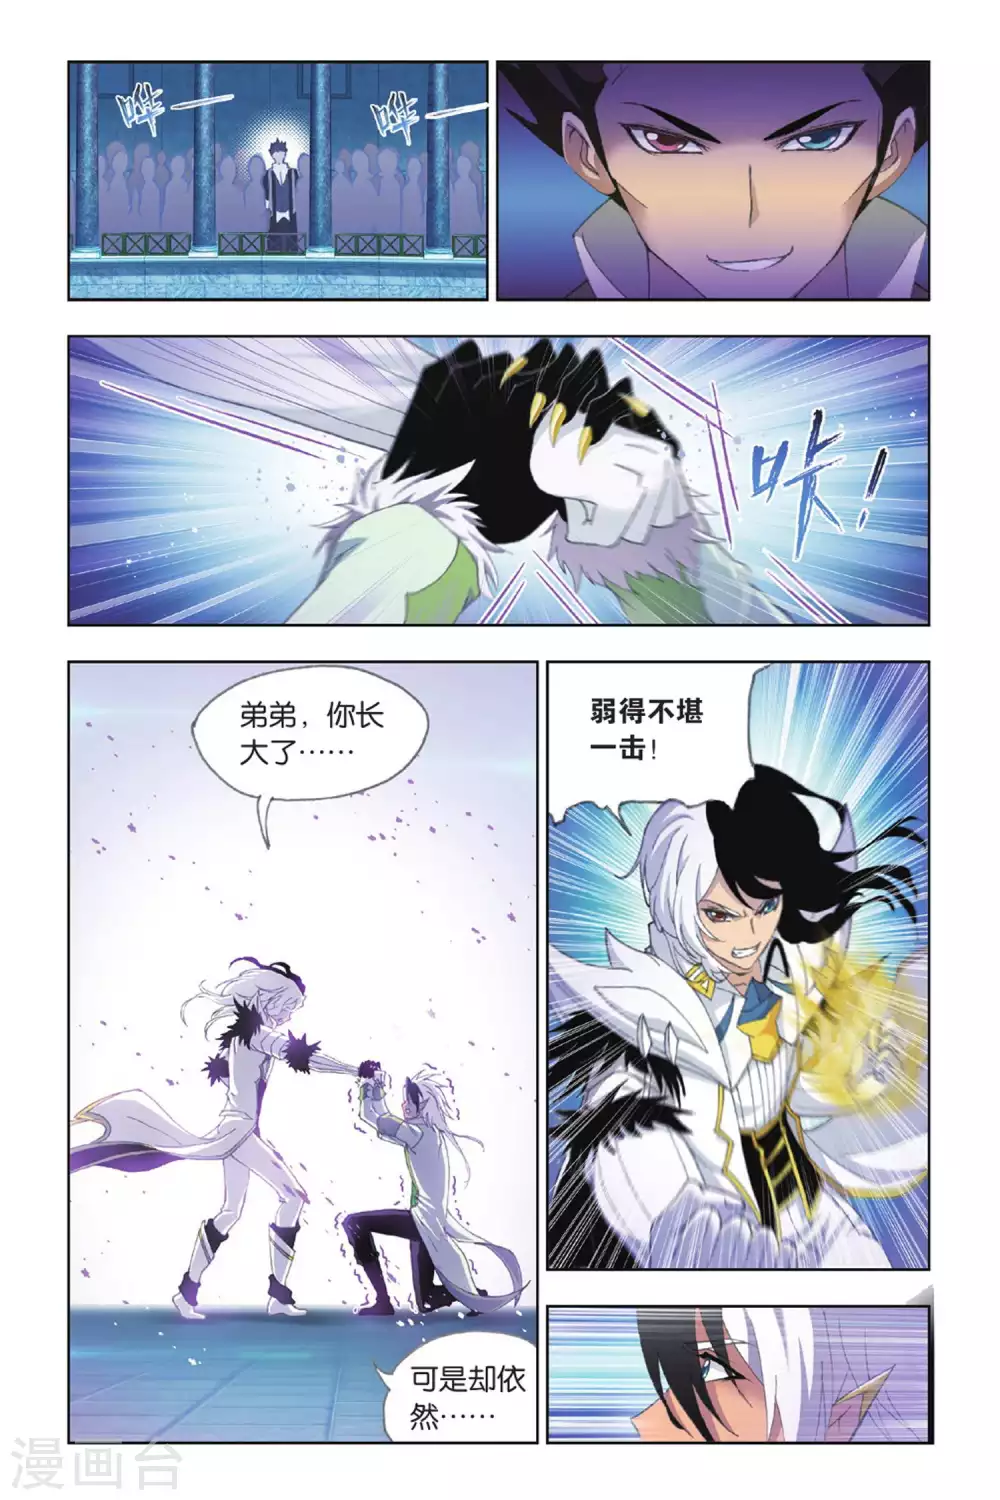 哗—
哗—
咔！
弟弟，你长
大了……
弱得不堪
一击！
可是却依
然……
漫画台